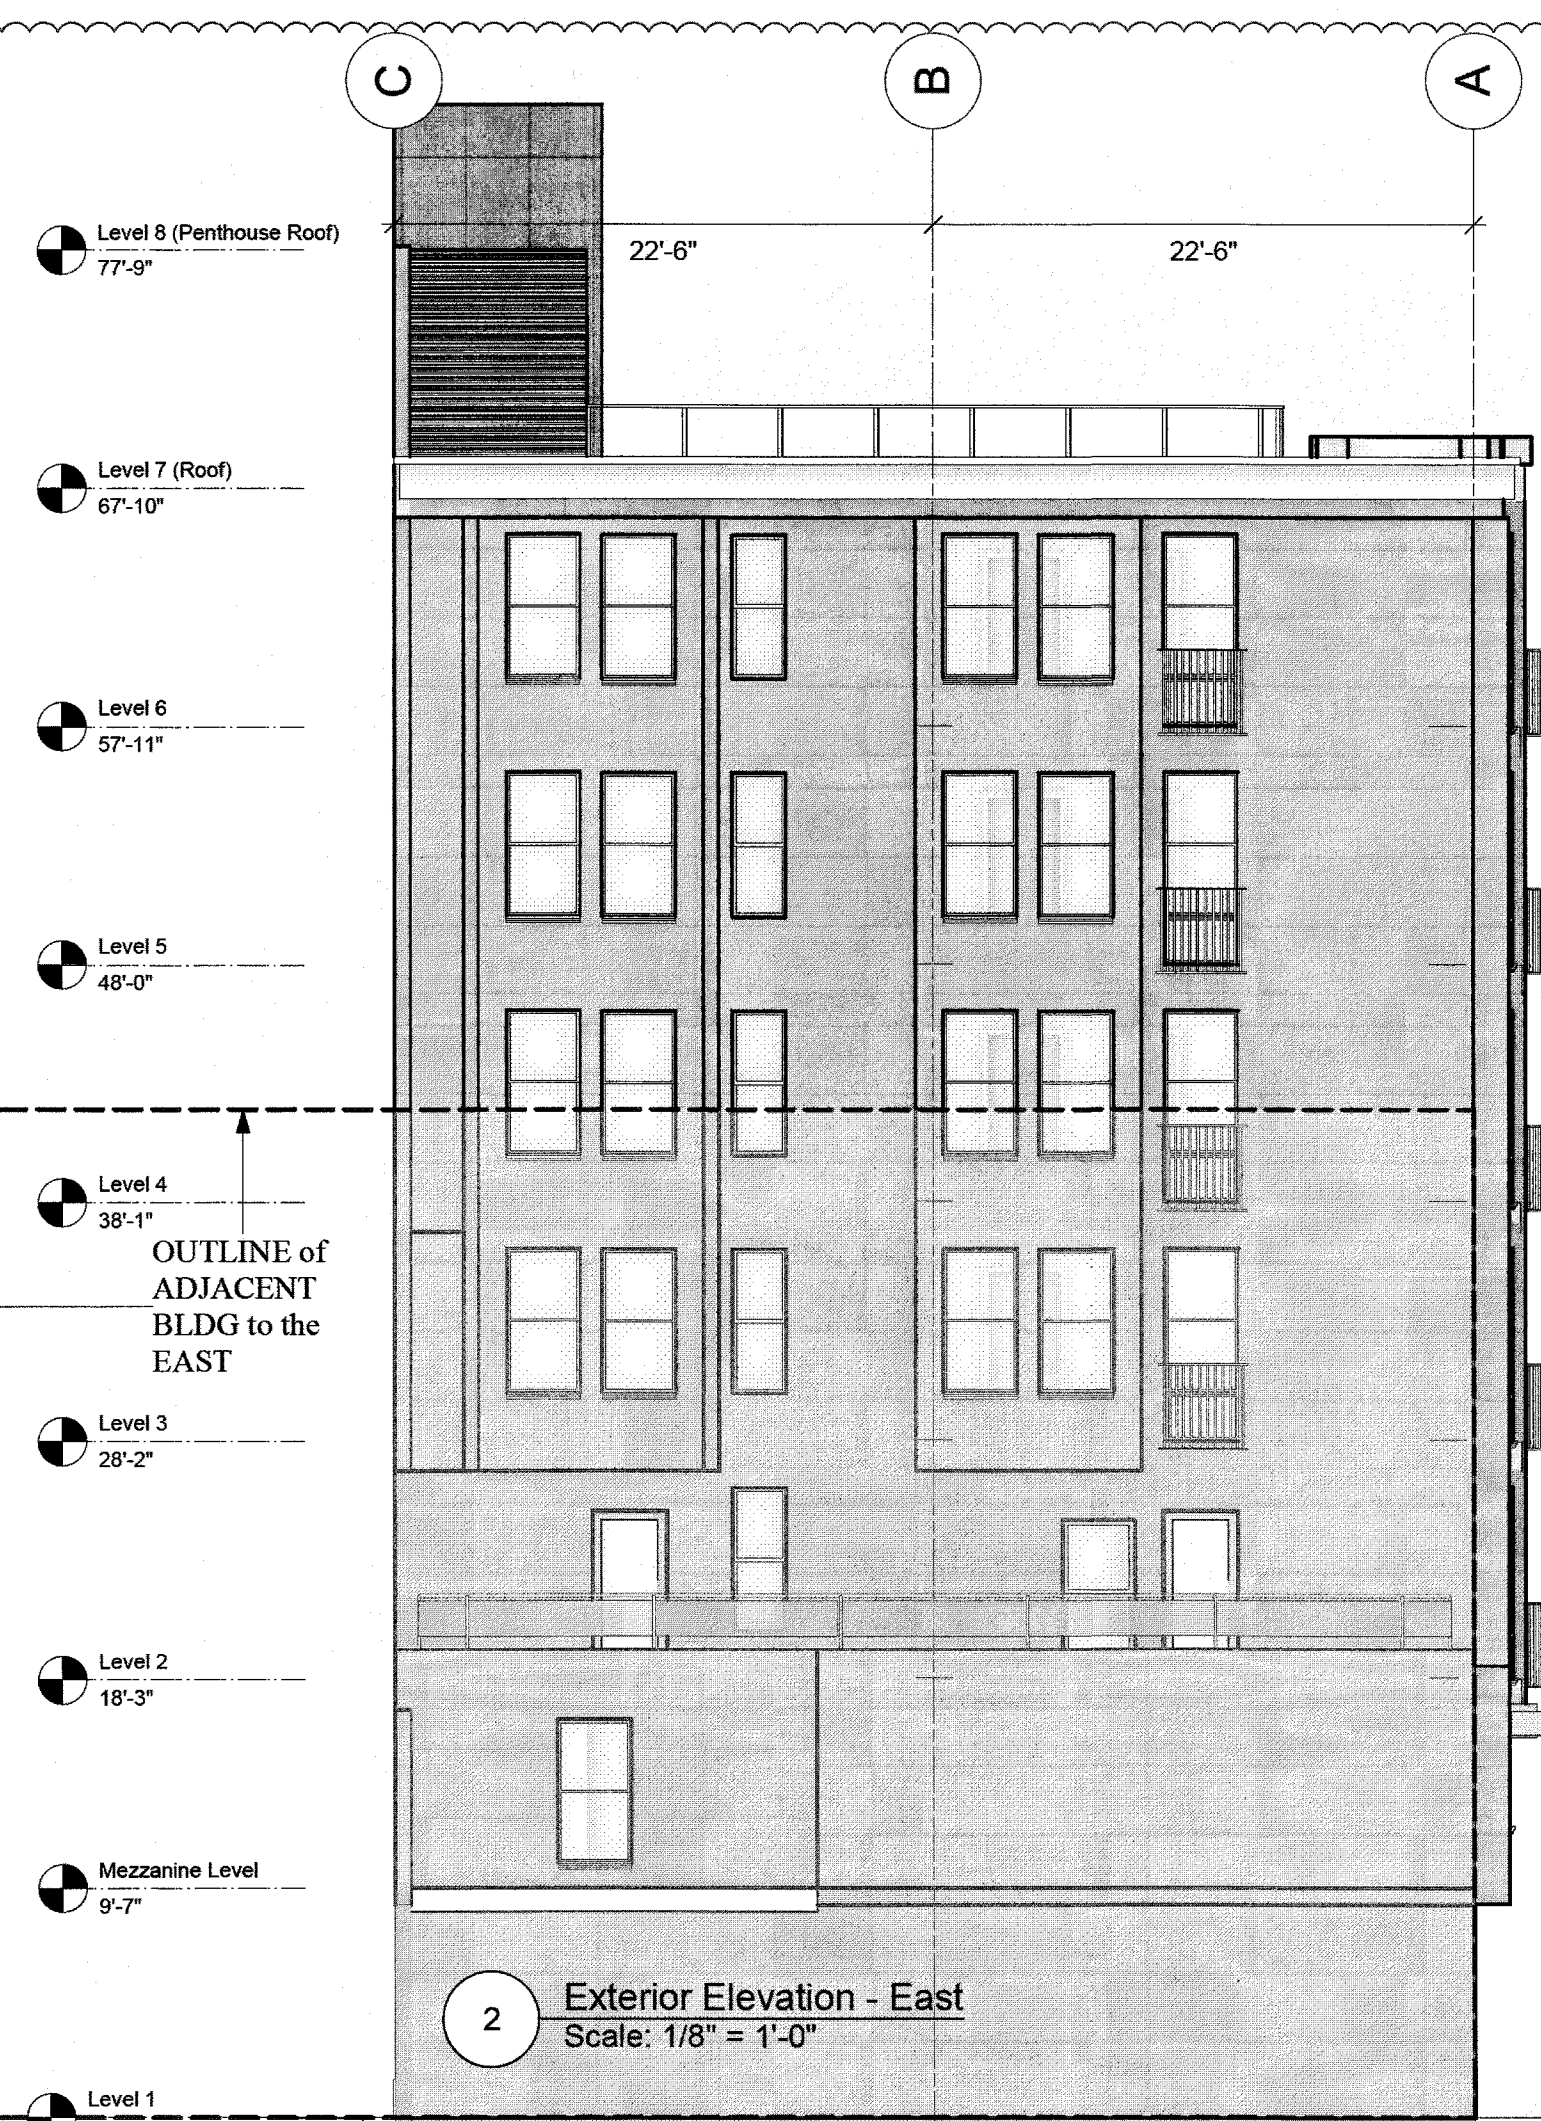 C
B
A
Level 8 (Penthouse Roof)
77'-9"
22'-6"
22'-6"
Level 7 (Roof)
67'-10"
Level 6
57'-11"
Level 5
48'-0"
Level 4
38'-1"
OUTLINE of
ADJACENT
BLDG to the
EAST
Level 3
28'-2"
Level 2
18'-3"
Mezzanine Level
9'-7"
2
Exterior Elevation - East
Scale: 1/8" = 1'-0"
Level 1